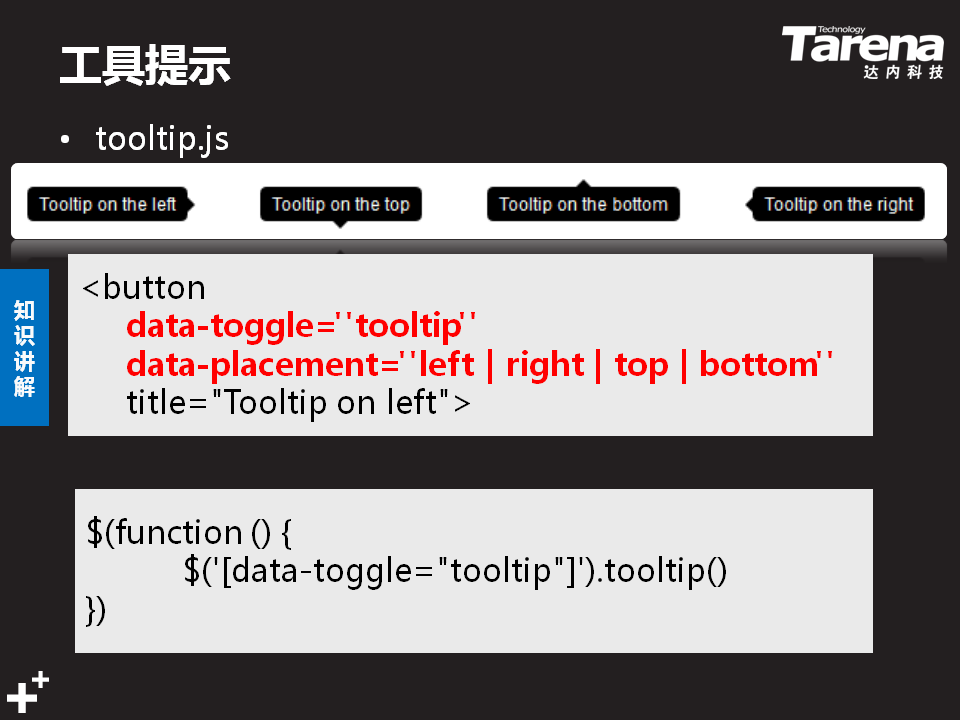 工具提示
Technology
Tarena
达内科技
• tooltip.js
Tooltip on the left
Tooltip on the top
Tooltip on the bottom
Tooltip on the right
知识讲解
<button
data-toggle=''tooltip''
data-placement=''left | right | top | bottom''
title="Tooltip on left">
$(function () {
$('[data-toggle="tooltip"]').tooltip()
})